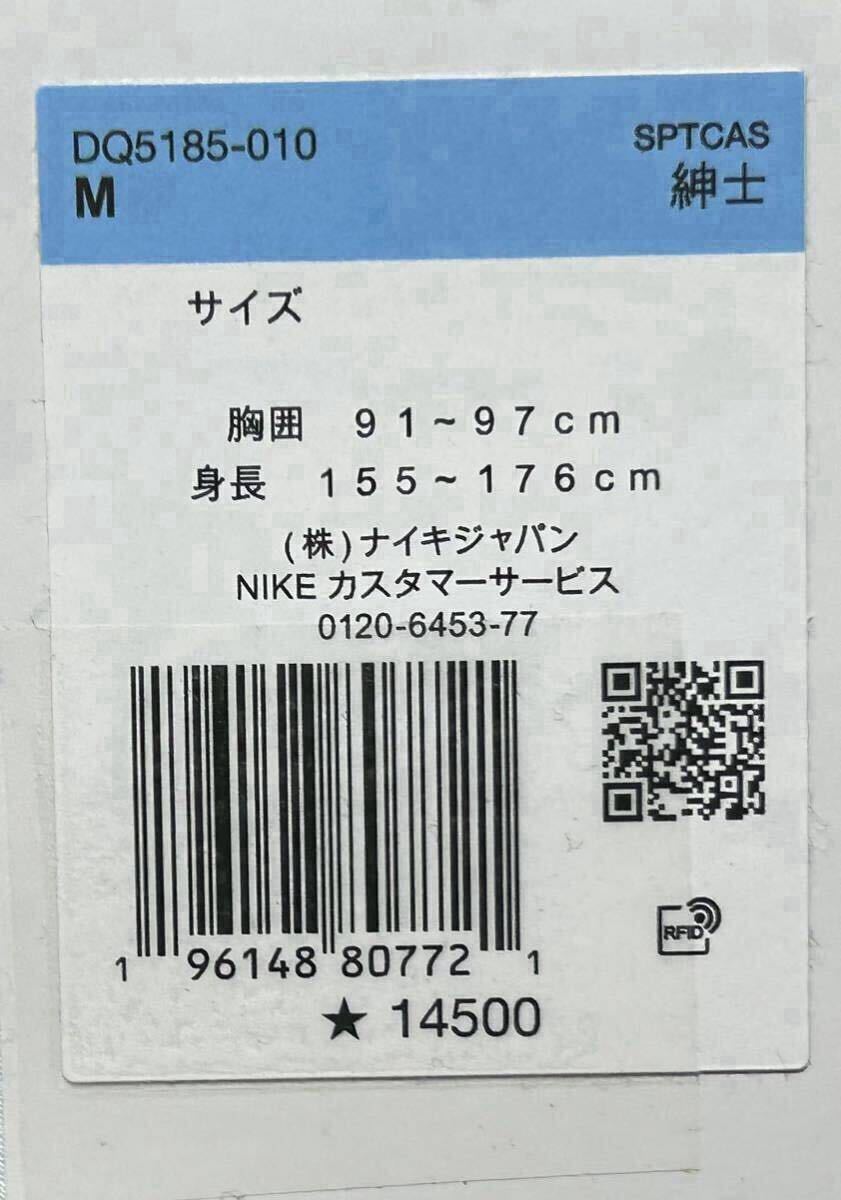 DQ5185-010 SPTCAS
M 紳士
サイズ
胸囲 91~97cm
身長 155~176cm
(株)ナイキジャパン
NIKE カスタマーサービス
0120-6453-77
RFID
1 96148 80772 1
★ 14500